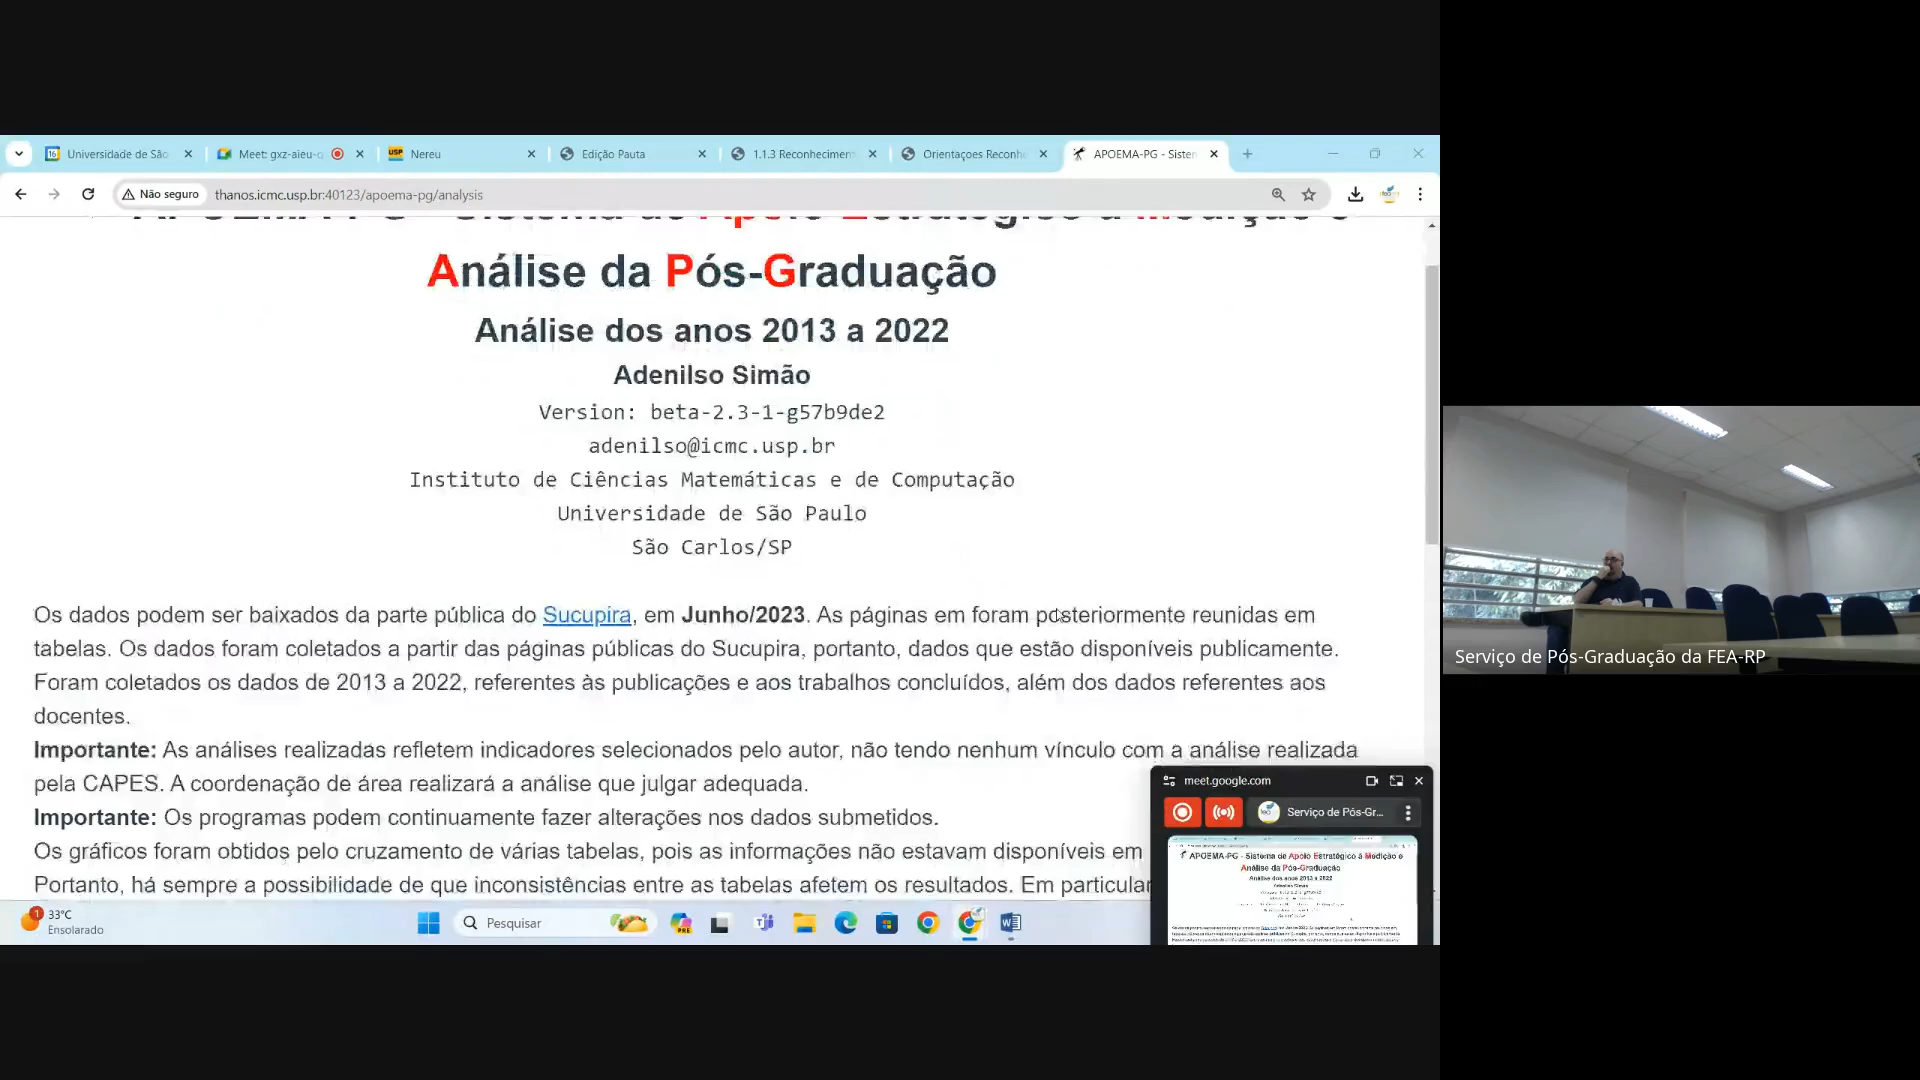 Universidade de São
Meet: gxz-aieu-q
USP Nereu
Edição Pauta
1.1.3 Reconhecimen
Orientaçoes Reconh
APOEMA-PG - Sisten
Não seguro
thanos.icmc.usp.br:40123/apoema-pg/analysis
APOEMA-PG - Sistema de Apoio Estratégico à Medição e
Análise da Pós-Graduação
Análise dos anos 2013 a 2022
Adenilso Simão
Version: beta-2.3-1-g57b9de2
adenilso@icmc.usp.br
Instituto de Ciências Matemáticas e de Computação
Universidade de São Paulo
São Carlos/SP
Os dados podem ser baixados da parte pública do Sucupira, em Junho/2023. As páginas em foram posteriormente reunidas em
tabelas. Os dados foram coletados a partir das páginas públicas do Sucupira, portanto, dados que estão disponíveis publicamente.
Foram coletados os dados de 2013 a 2022, referentes às publicações e aos trabalhos concluídos, além dos dados referentes aos
docentes.
Importante: As análises realizadas refletem indicadores selecionados pelo autor, não tendo nenhum vínculo com a análise realizada
pela CAPES. A coordenação de área realizará a análise que julgar adequada.
Importante: Os programas podem continuamente fazer alterações nos dados submetidos.
Os gráficos foram obtidos pelo cruzamento de várias tabelas, pois as informações não estavam disponíveis em
Portanto, há sempre a possibilidade de que inconsistências entre as tabelas afetem os resultados. Em particular
meet.google.com
Serviço de Pós-Gr...
APOEMA-PG - Sistema de Apoio Estratégico à Medição e
Análise da Pós-Graduação
Análise dos anos 2013 a 2022
1
33°C
Ensolarado
Pesquisar
PRE
Serviço de Pós-Graduação da FEA-RP